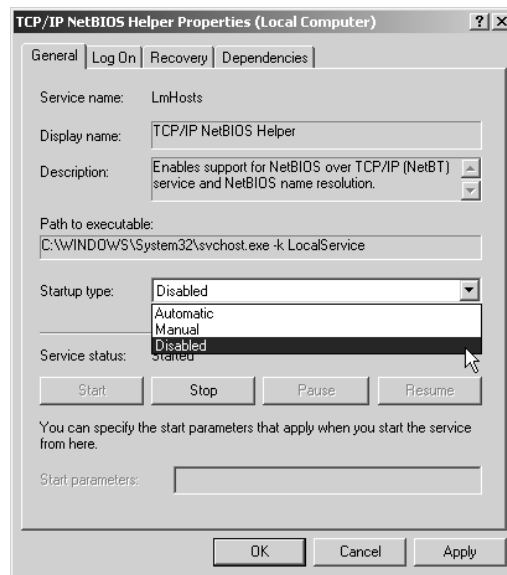 TCP/IP NetBIOS Helper Properties (Local Computer)
General Log On Recovery Dependencies
Service name: LmHosts
Display name: TCP/IP NetBIOS Helper
Description: Enables support for NetBIOS over TCP/IP (NetBT)
service and NetBIOS name resolution.
Path to executable:
C:\WINDOWS\System32\svchost.exe -k LocalService
Startup type: Disabled
Automatic
Manual
Disabled
Service status: Started
Start Stop Pause Resume
You can specify the start parameters that apply when you start the service
from here.
Start parameters:
OK Cancel Apply